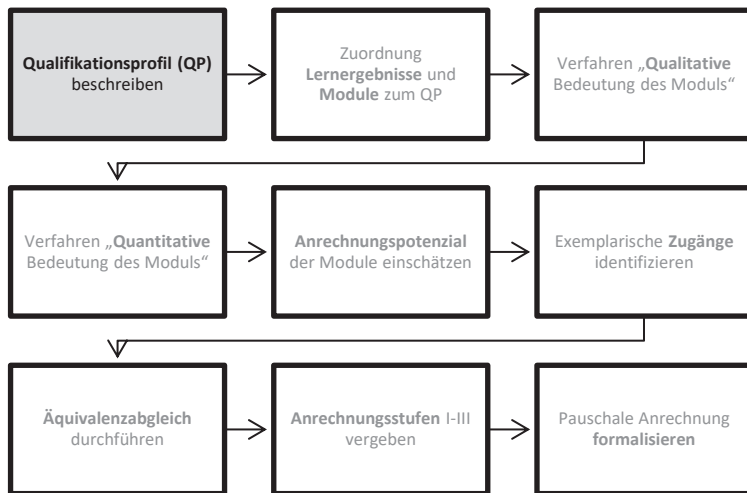 Qualifikationsprofil (QP)
beschreiben
Zuordnung
Lernergebnisse und
Module zum QP
Verfahren „Qualitative
Bedeutung des Moduls“
Verfahren „Quantitative
Bedeutung des Moduls“
Anrechnungspotenzial
der Module einschätzen
Exemplarische Zugänge
identifizieren
Äquivalenzabgleich
durchführen
Anrechnungsstufen I-III
vergeben
Pauschale Anrechnung
formalisieren